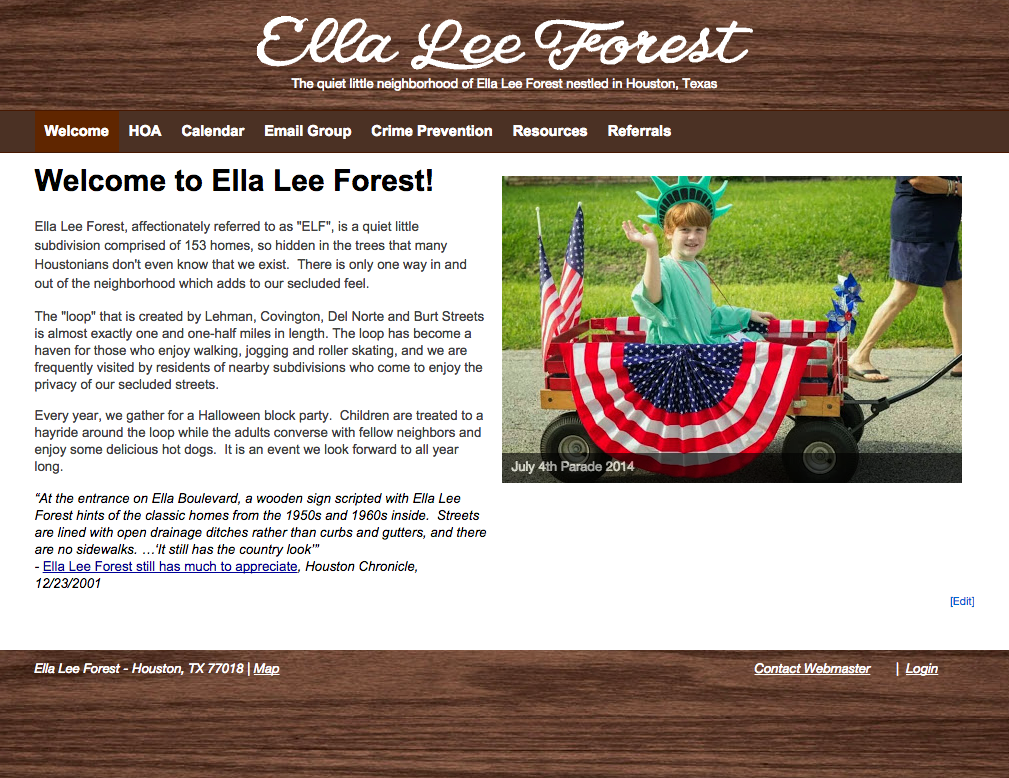 Ella Lee Forest
The quiet little neighborhood of Ella Lee Forest nestled in Houston, Texas
Welcome HOA Calendar Email Group Crime Prevention Resources Referrals
Welcome to Ella Lee Forest!
Ella Lee Forest, affectionately referred to as "ELF", is a quiet little
subdivision comprised of 153 homes, so hidden in the trees that many
Houstonians don't even know that we exist.  There is only one way in and
out of the neighborhood which adds to our secluded feel.
The "loop" that is created by Lehman, Covington, Del Norte and Burt Streets
is almost exactly one and one-half miles in length. The loop has become a
haven for those who enjoy walking, jogging and roller skating, and we are
frequently visited by residents of nearby subdivisions who come to enjoy the
privacy of our secluded streets.
Every year, we gather for a Halloween block party.  Children are treated to a
hayride around the loop while the adults converse with fellow neighbors and
enjoy some delicious hot dogs.  It is an event we look forward to all year
long.
“At the entrance on Ella Boulevard, a wooden sign scripted with Ella Lee
Forest hints of the classic homes from the 1950s and 1960s inside.  Streets
are lined with open drainage ditches rather than curbs and gutters, and there
are no sidewalks. …‘It still has the country look’”
- Ella Lee Forest still has much to appreciate, Houston Chronicle,
12/23/2001
July 4th Parade 2014
[Edit]
Ella Lee Forest - Houston, TX 77018 | Map
Contact Webmaster | Login